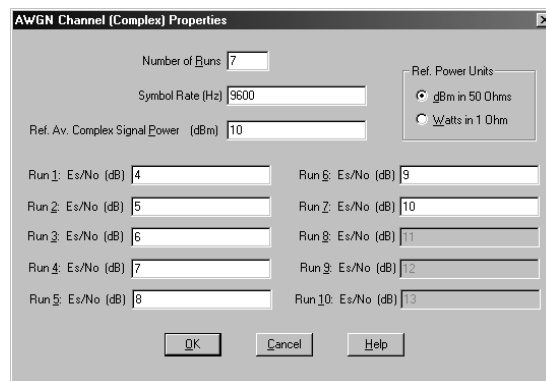 AWGN Channel (Complex) Properties
Number of Runs 7
Symbol Rate (Hz) 9600
Ref. Av. Complex Signal Power (dBm) 10
Ref. Power Units
dBm in 50 Ohms
Watts in 1 Ohm
Run 1: Es/No (dB) 4
Run 2: Es/No (dB) 5
Run 3: Es/No (dB) 6
Run 4: Es/No (dB) 7
Run 5: Es/No (dB) 8
Run 6: Es/No (dB) 9
Run 7: Es/No (dB) 10
Run 8: Es/No (dB) 11
Run 9: Es/No (dB) 12
Run 10: Es/No (dB) 13
OK
Cancel
Help